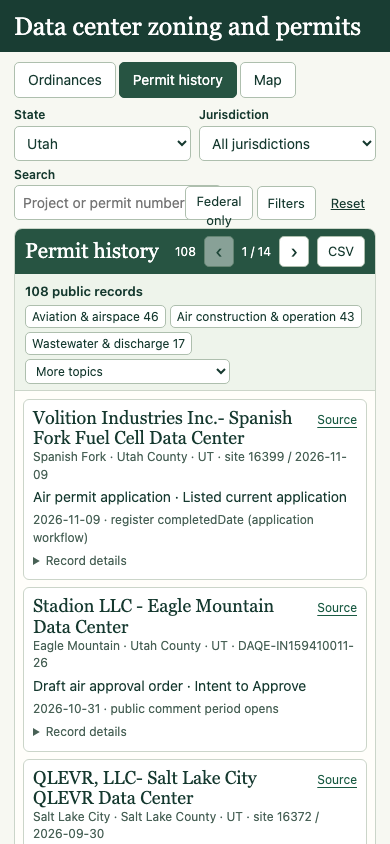 Data center zoning and permits
Ordinances
Permit history
Map
State
Jurisdiction
Utah
All jurisdictions
Search
Project or permit number
Federal
only
Filters
Reset
Permit history
108
‹
1 / 14
›
CSV
108 public records
Aviation & airspace 46
Air construction & operation 43
Wastewater & discharge 17
More topics
Volition Industries Inc.- Spanish
Fork Fuel Cell Data Center
Source
Spanish Fork · Utah County · UT · site 16399 / 2026-11-
09
Air permit application · Listed current application
2026-11-09 · register completedDate (application
workflow)
Record details
Stadion LLC - Eagle Mountain
Data Center
Source
Eagle Mountain · Utah County · UT · DAQE-IN159410011-
26
Draft air approval order · Intent to Approve
2026-10-31 · public comment period opens
Record details
QLEVR, LLC- Salt Lake City
QLEVR Data Center
Source
Salt Lake City · Salt Lake County · UT · site 16372 /
2026-09-30